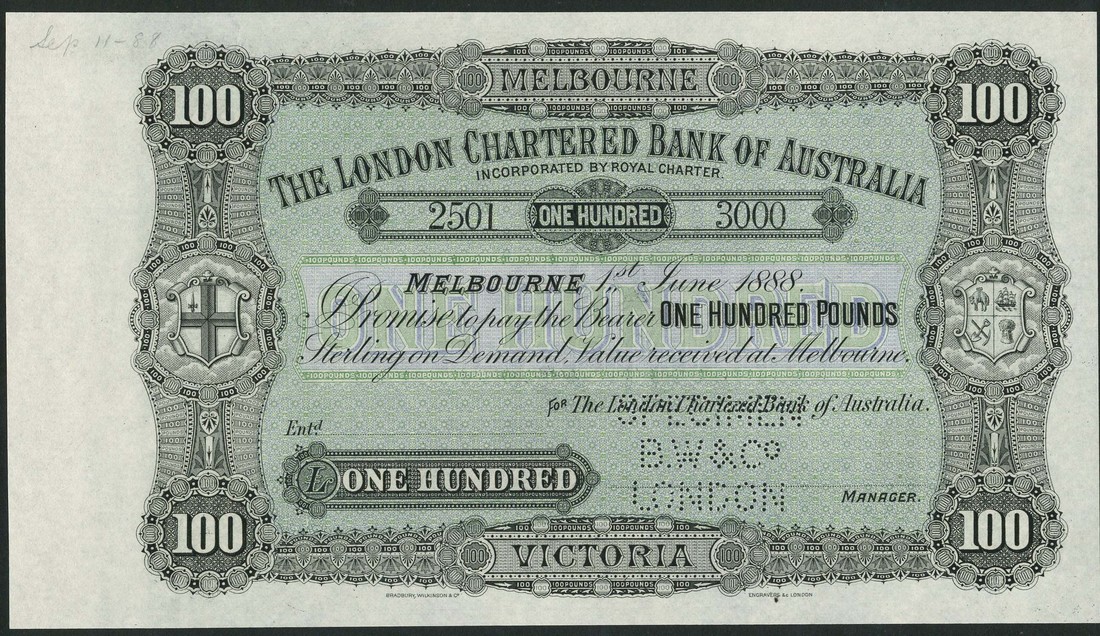 Sep 11-88
MELBOURNE
100
100
THE LONDON CHARTERED BANK OF AUSTRALIA
INCORPORATED BY ROYAL CHARTER
2501 ONE HUNDRED 3000
MELBOURNE 1st June 1888.
ONE HUNDRED
Promise to pay the Bearer ONE HUNDRED POUNDS
Sterling on Demand, Value received at Melbourne.
FOR The London Chartered Bank of Australia.
SPECIMEN
Entd
B.W&Co
£ ONE HUNDRED
LONDON
MANAGER.
100
100
VICTORIA
BRADBURY, WILKINSON & Co ENGRAVERS &c LONDON